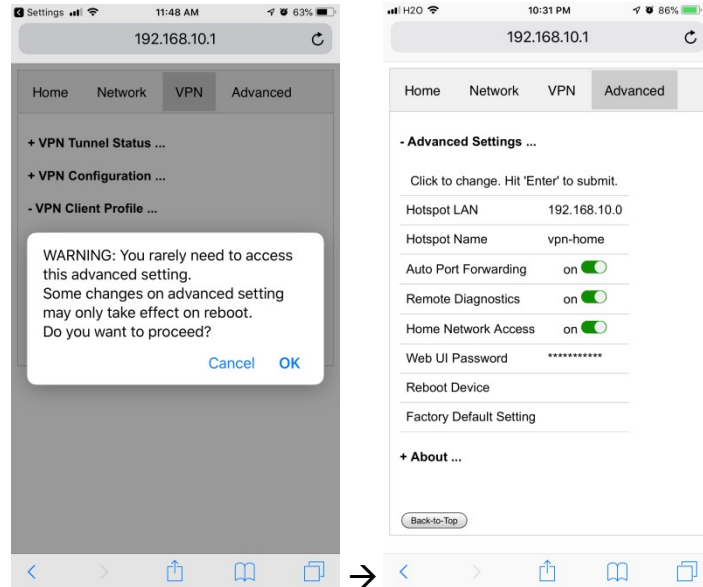 Settings 11:48 AM 63%
192.168.10.1
Home Network VPN Advanced
+ VPN Tunnel Status ...
+ VPN Configuration ...
- VPN Client Profile ...
WARNING: You rarely need to access
this advanced setting.
Some changes on advanced setting
may only take effect on reboot.
Do you want to proceed?
Cancel OK
→
H2O 10:31 PM 86%
192.168.10.1
Home Network VPN Advanced
- Advanced Settings ...
Click to change. Hit 'Enter' to submit.
Hotspot LAN 192.168.10.0
Hotspot Name vpn-home
Auto Port Forwarding on
Remote Diagnostics on
Home Network Access on
Web UI Password ***********
Reboot Device
Factory Default Setting
+ About ...
Back-to-Top